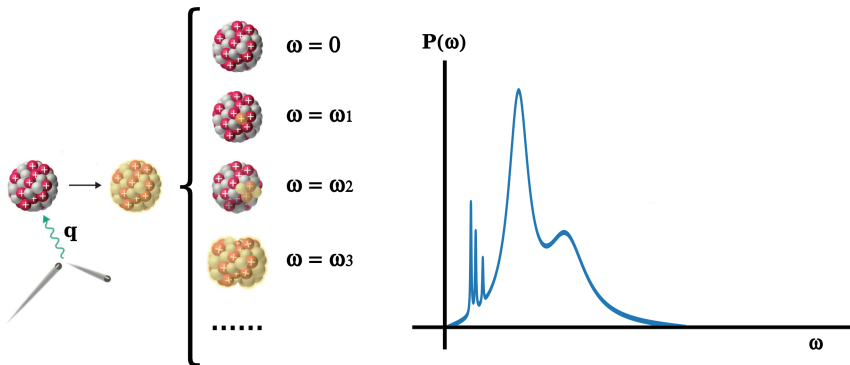 q
ω = 0
ω = ω₁
ω = ω₂
ω = ω₃
......
P(ω)
ω